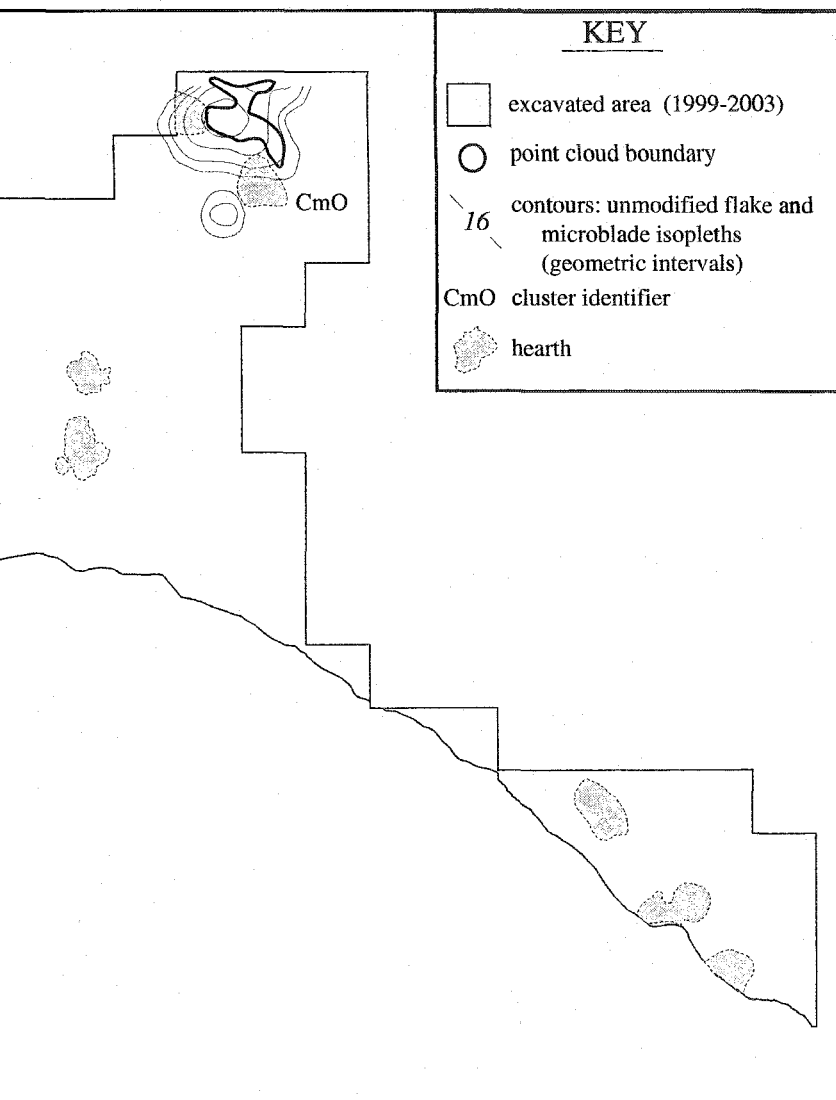 KEY
excavated area (1999-2003)
point cloud boundary
16 contours: unmodified flake and
microblade isopleths
(geometric intervals)
CmO cluster identifier
hearth
CmO